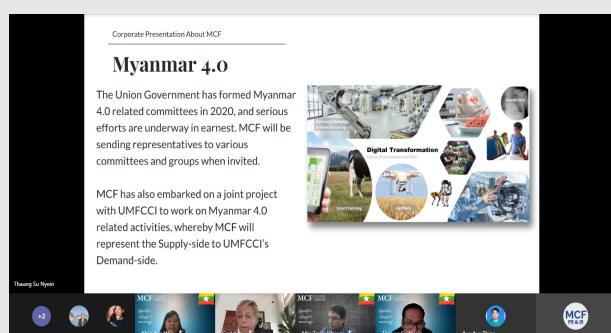 Corporate Presentation About MCF
Myanmar 4.0
The Union Government has formed Myanmar
4.0 related committees in 2020, and serious
efforts are underway in earnest. MCF will be
sending representatives to various
committees and groups when invited.
MCF has also embarked on a joint project
with UMFCCI to work on Myanmar 4.0
related activities, whereby MCF will
represent the Supply-side to UMFCCI's
Demand-side.
Digital Transformation
Smart Farming
Thaung Su Nyein
+2
MCF
MCF
MCF
MCF
PR & IR